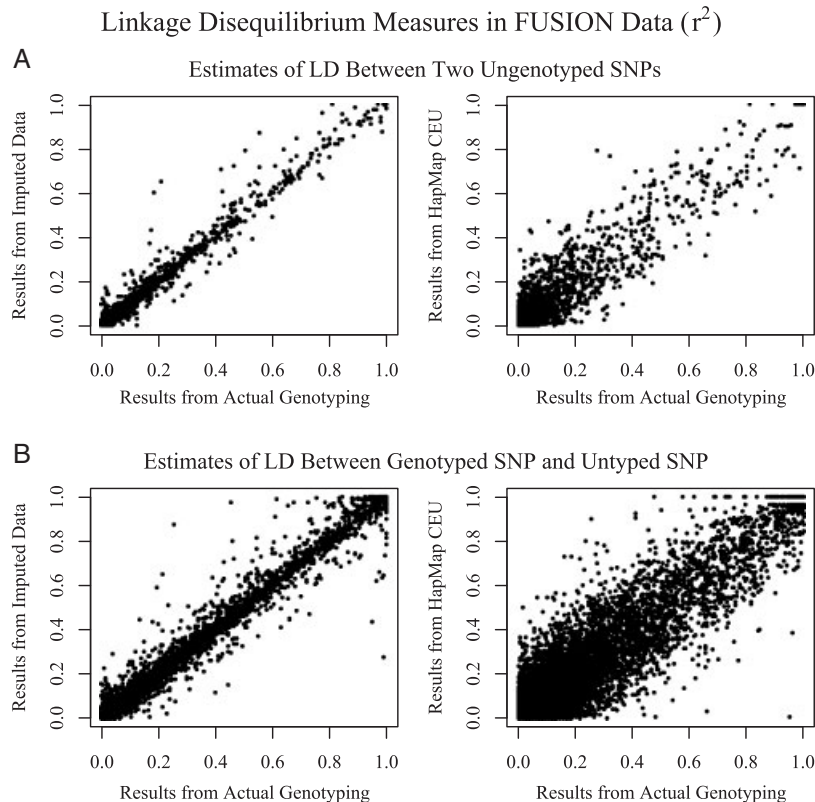 Linkage Disequilibrium Measures in FUSION Data (r²)
A
Estimates of LD Between Two Ungenotyped SNPs
Results from Imputed Data
0.0 0.2 0.4 0.6 0.8 1.0
0.0 0.2 0.4 0.6 0.8 1.0
Results from Actual Genotyping
Results from HapMap CEU
0.0 0.2 0.4 0.6 0.8 1.0
0.0 0.2 0.4 0.6 0.8 1.0
Results from Actual Genotyping
B
Estimates of LD Between Genotyped SNP and Untyped SNP
Results from Imputed Data
0.0 0.2 0.4 0.6 0.8 1.0
0.0 0.2 0.4 0.6 0.8 1.0
Results from Actual Genotyping
Results from HapMap CEU
0.0 0.2 0.4 0.6 0.8 1.0
0.0 0.2 0.4 0.6 0.8 1.0
Results from Actual Genotyping